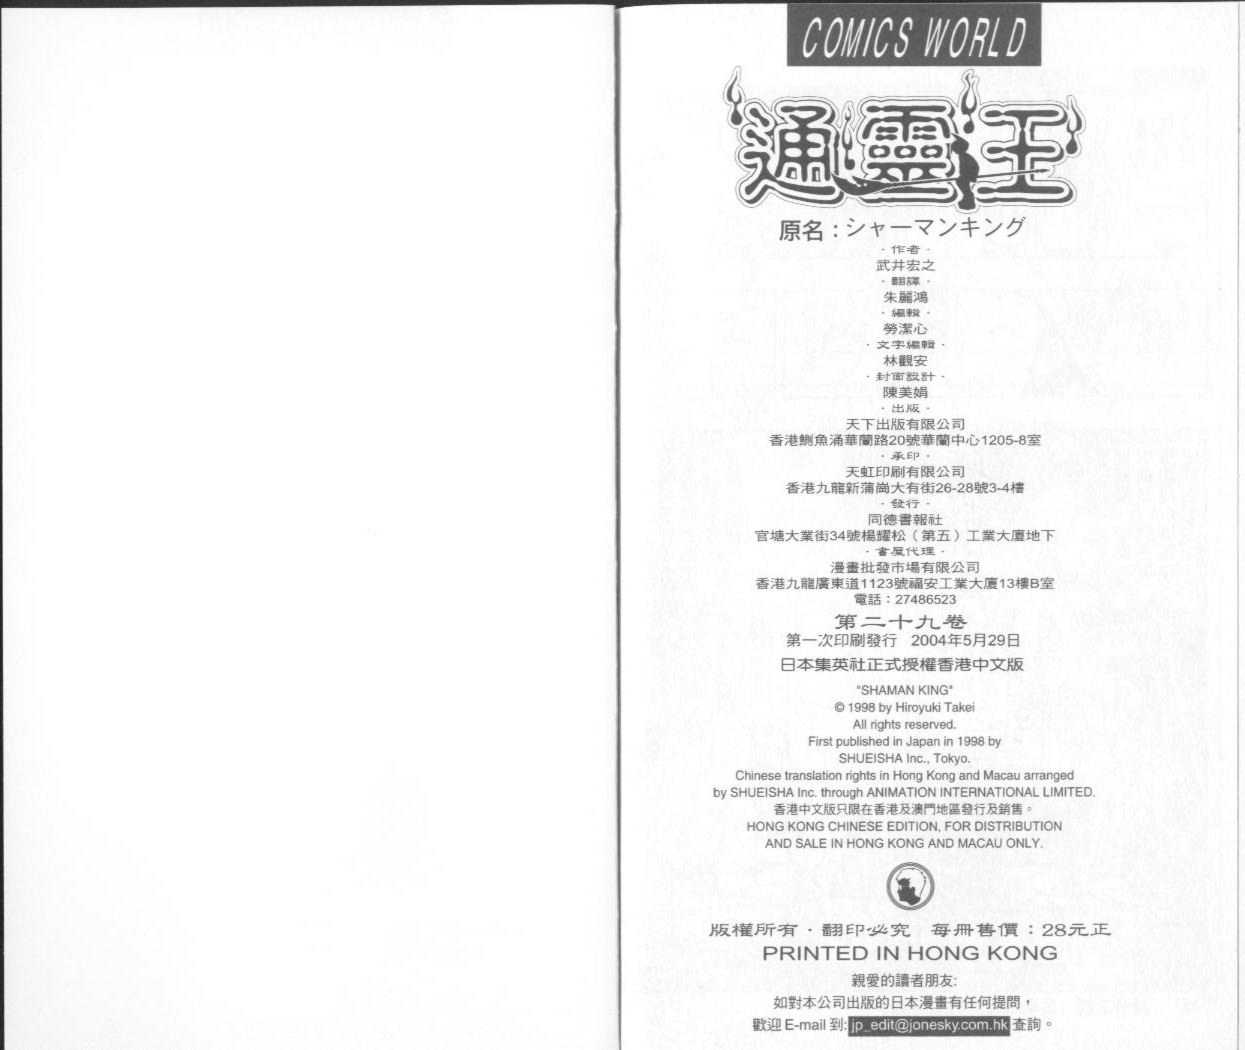 COMICS WORLD
通靈王
原名：シャーマンキング
- 作者 -
武井宏之
- 翻譯 -
朱麗鴻
- 編輯 -
勞潔心
- 文字編輯 -
林觀安
- 封面設計 -
陳美娟
- 出版 -
天下出版有限公司
香港鰂魚涌華蘭路20號華蘭中心1205-8室
- 承印 -
天虹印刷有限公司
香港九龍新蒲崗大有街26-28號3-4樓
- 發行 -
同德書報社
官塘大業街34號楊耀松（第五）工業大廈地下
- 書展代理 -
漫畫批發市場有限公司
香港九龍廣東道1123號福安工業大廈13樓B室
電話：27486523
第二十九卷
第一次印刷發行 2004年5月29日
日本集英社正式授權香港中文版
"SHAMAN KING"
© 1998 by Hiroyuki Takei
All rights reserved.
First published in Japan in 1998 by
SHUEISHA Inc., Tokyo.
Chinese translation rights in Hong Kong and Macau arranged
by SHUEISHA Inc. through ANIMATION INTERNATIONAL LIMITED.
香港中文版只限在香港及澳門地區發行及銷售。
HONG KONG CHINESE EDITION, FOR DISTRIBUTION
AND SALE IN HONG KONG AND MACAU ONLY.
版權所有‧翻印必究 每冊售價：28元正
PRINTED IN HONG KONG
親愛的讀者朋友:
如對本公司出版的日本漫畫有任何提問，
歡迎 E-mail 到: jp_edit@jonesky.com.hk 查詢。